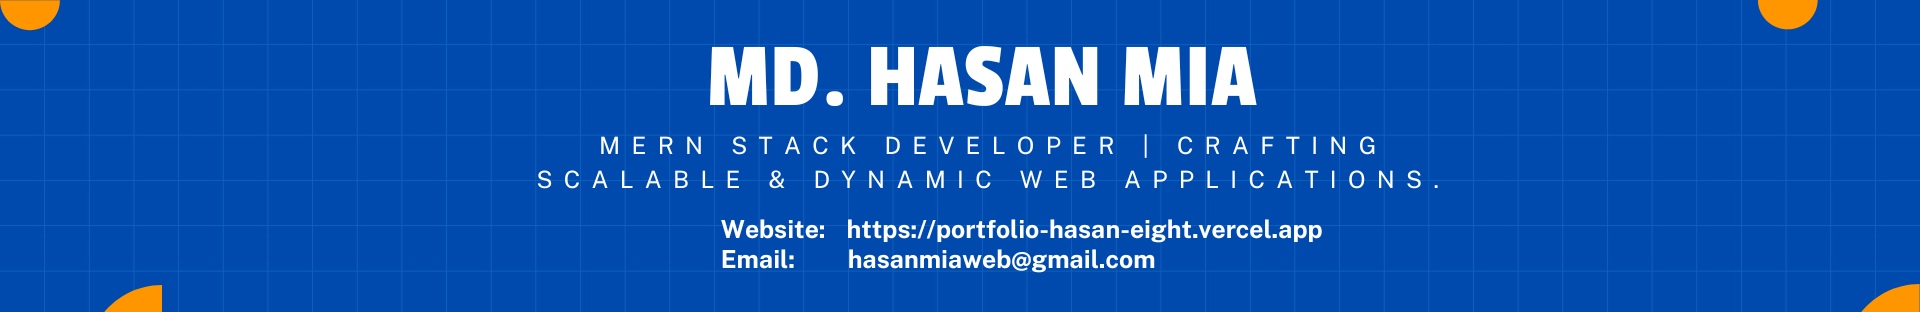 MD. HASAN MIA
MERN STACK DEVELOPER | CRAFTING
SCALABLE & DYNAMIC WEB APPLICATIONS.
Website: https://portfolio-hasan-eight.vercel.app
Email: hasanmiaweb@gmail.com